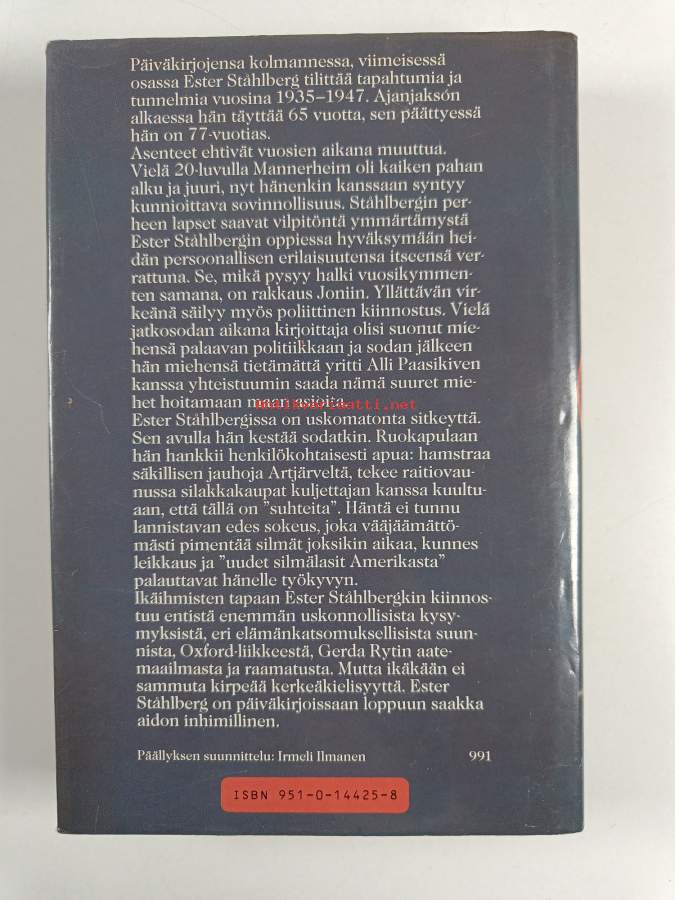 Päiväkirjojensa kolmannessa, viimeisessä
osassa Ester Ståhlberg tilittää tapahtumia ja
tunnelmia vuosina 1935–1947. Ajanjakson
alkaessa hän täyttää 65 vuotta, sen päättyessä
hän on 77-vuotias.
Asenteet ehtivät vuosien aikana muuttua.
Vielä 20-luvulla Mannerheim oli kaiken pahan
alku ja juuri, nyt hänenkin kanssaan syntyy
kunnioittava sovinnollisuus. Ståhlbergin per-
heen lapset saavat vilpitöntä ymmärtämystä
Ester Ståhlbergin oppiessa hyväksymään hei-
dän persoonallisen erilaisuutensa itseensä ver-
rattuna. Se, mikä pysyy halki vuosikymmen-
ten samana, on rakkaus Joniin. Yllättävän vir-
keänä säilyy myös poliittinen kiinnostus. Vielä
jatkosodan aikana kirjoittaja olisi suonut mie-
hensä palaavan politiikkaan ja sodan jälkeen
hän miehensä tietämättä yritti Alli Paasikiven
kanssa yhteistuumin saada nämä suuret mie-
het hoitamaan maan asioita.
antikvariaatti.net
Ester Ståhlbergissa on uskomatonta sitkeyttä.
Sen avulla hän kestää sodatkin. Ruokapulaan
hän hankkii henkilökohtaisesti apua: hamstraa
säkillisen jauhoja Artjärveltä, tekee raitiovau-
nussa silakkakaupat kuljettajan kanssa kuultu-
aan, että tällä on "suhteita". Häntä ei tunnu
lannistavan edes sokeus, joka vääjäämättö-
mästi pimentää silmät joksikin aikaa, kunnes
leikkaus ja "uudet silmälasit Amerikasta"
palauttavat hänelle työkyvyn.
Ikäihmisten tapaan Ester Ståhlbergkin kiinnos-
tuu entistä enemmän uskonnollisista kysy-
myksistä, eri elämänkatsomuksellisista suun-
nista, Oxford-liikkeestä, Gerda Rytin aate-
maailmasta ja raamatusta. Mutta ikäkään ei
sammuta kirpeää kerkeäkielisyyttä. Ester
Ståhlberg on päiväkirjoissaan loppuun saakka
aidon inhimillinen.
Päällyksen suunnittelu: Irmeli Ilmanen 991
ISBN 951-0-14425-8